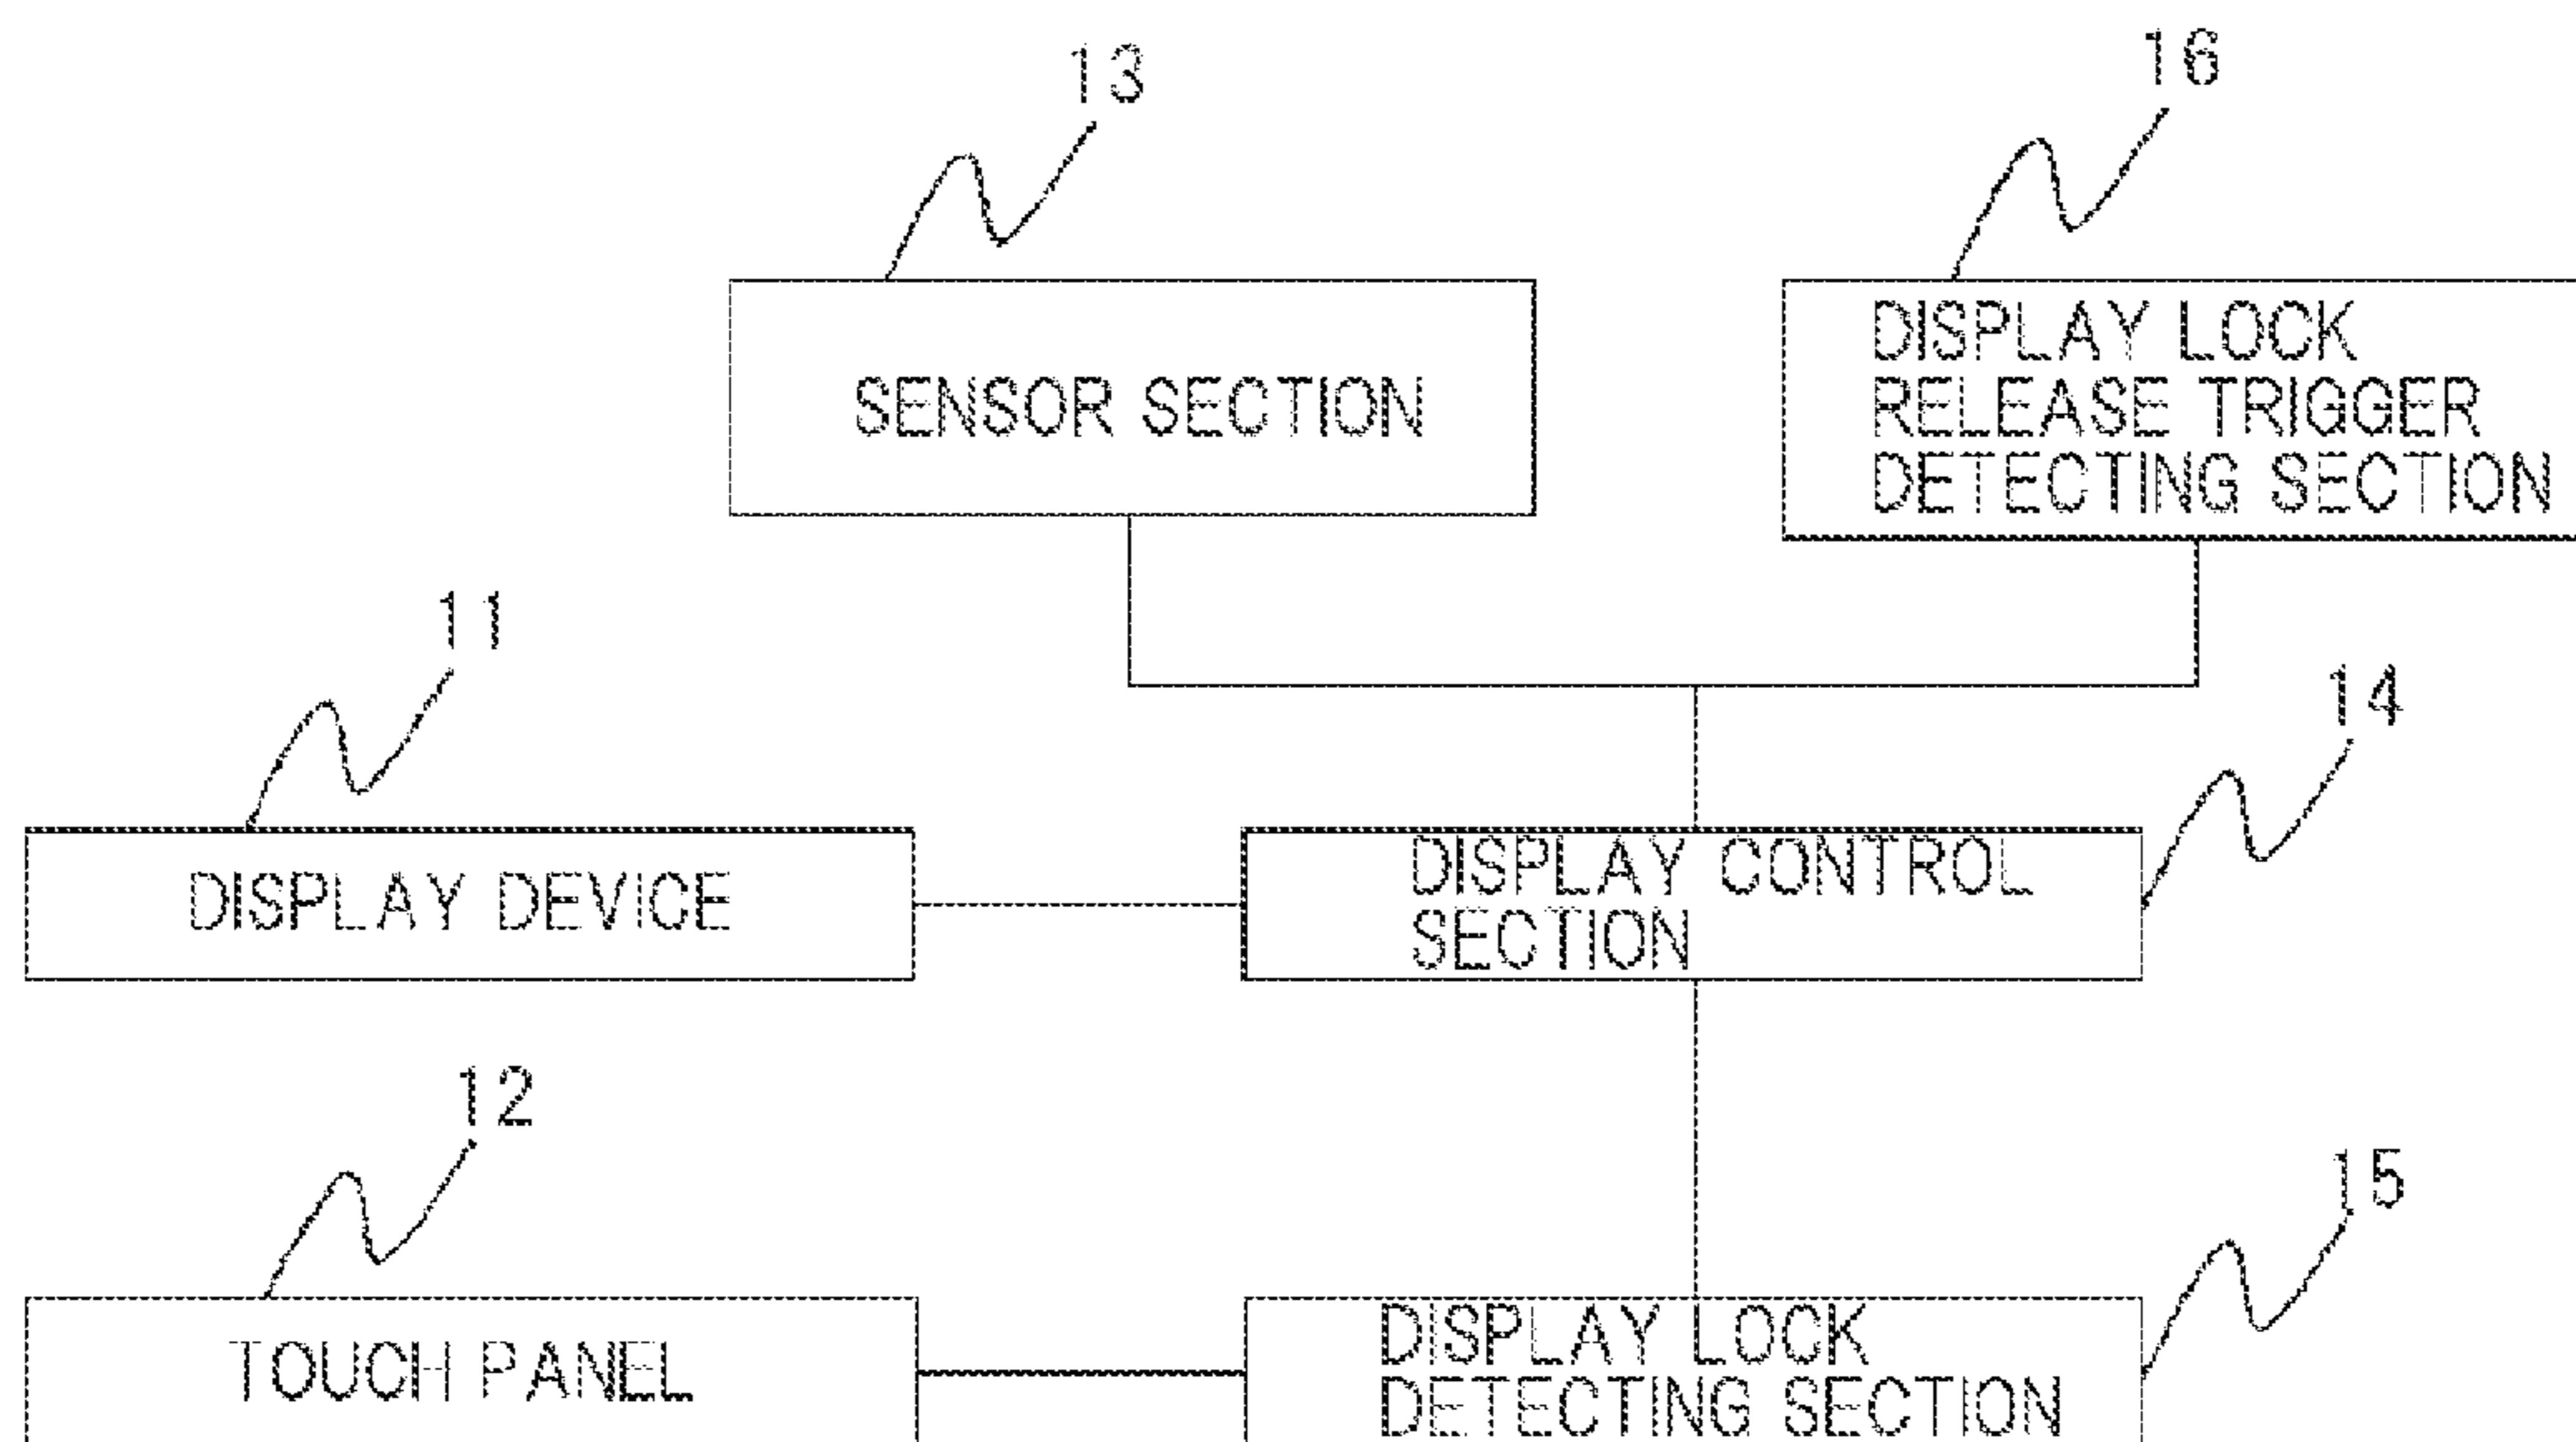 13
16
SENSOR SECTION
DISPLAY LOCK
RELEASE TRIGGER
DETECTING SECTION
11
14
DISPLAY DEVICE
DISPLAY CONTROL
SECTION
12
15
TOUCH PANEL
DISPLAY LOCK
DETECTING SECTION